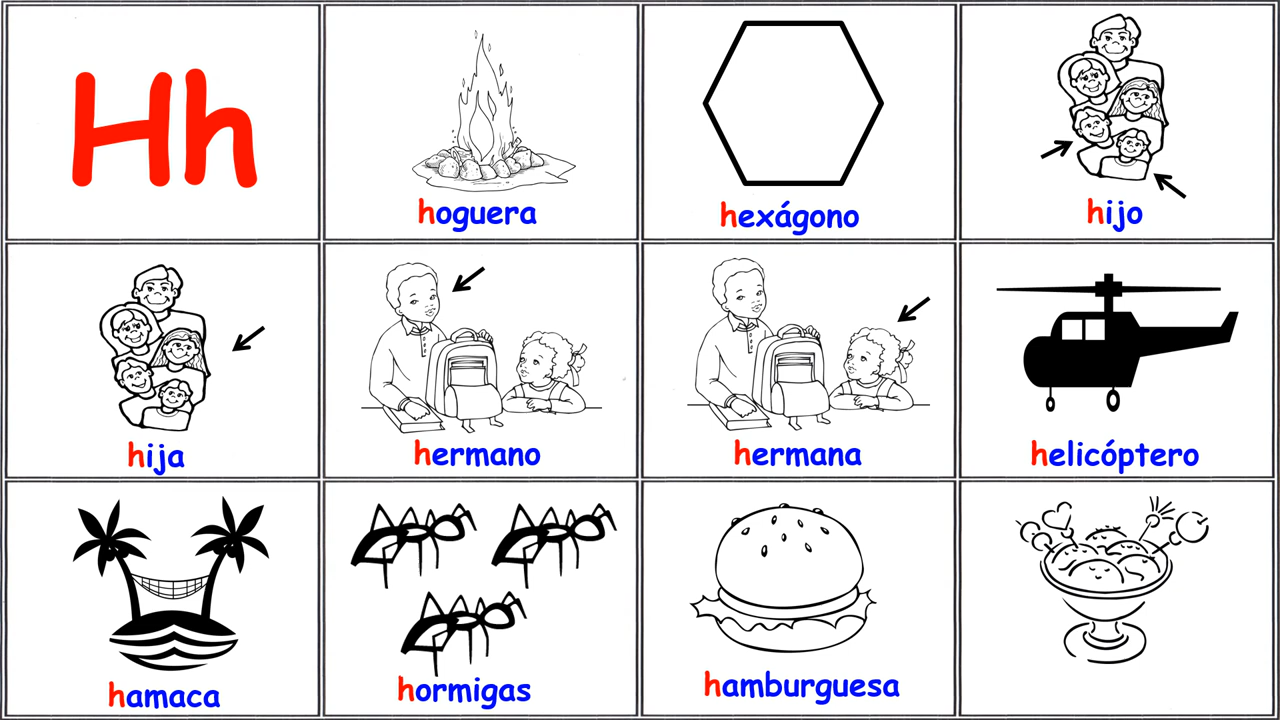 Hh
hoguera
hexágono
hijo
hija
hermano
hermana
helicóptero
hamaca
hormigas
hamburguesa